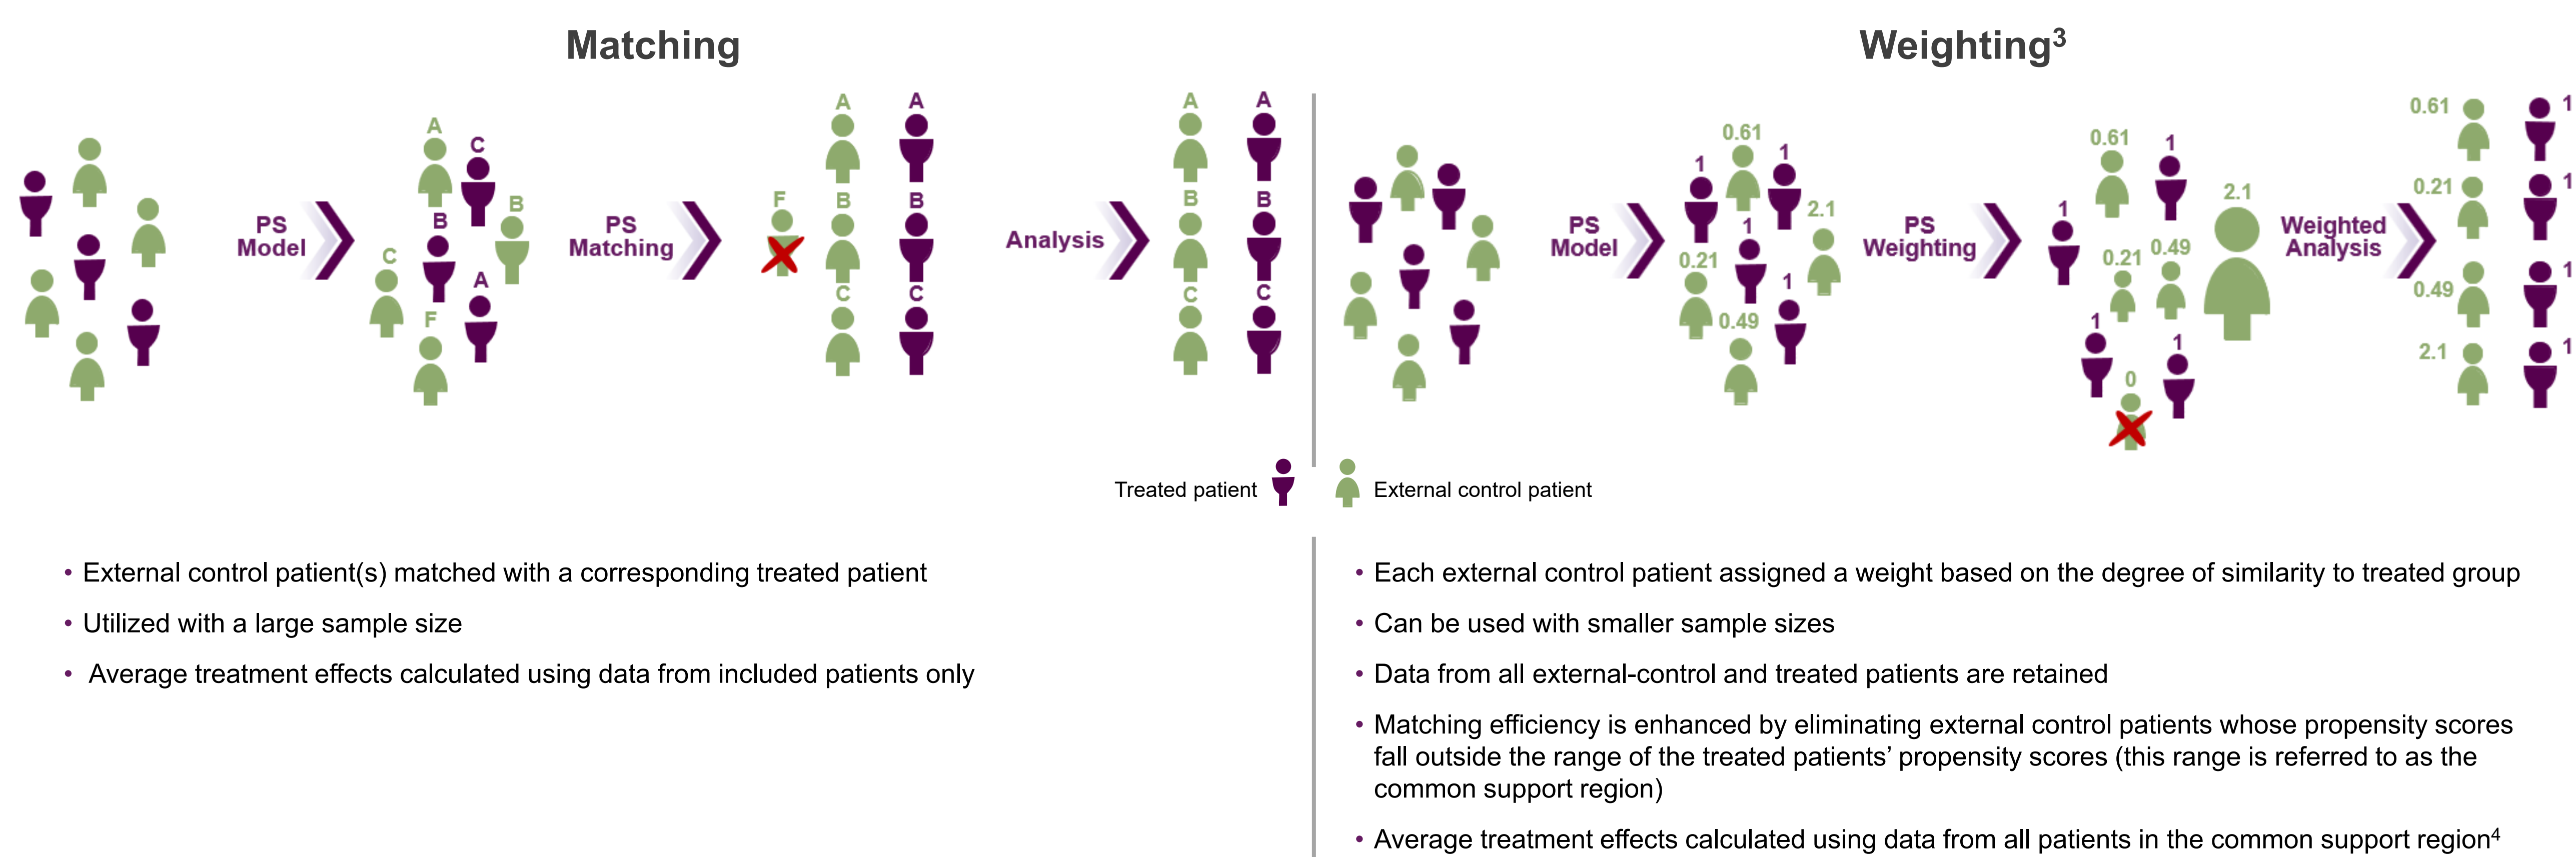 Matching
A
C
B
B
C
A
F
PS
Model
PS
Matching
F
A
A
B
B
C
C
Analysis
A
A
B
B
C
C
Weighting³
PS
Model
0.61
1
1
2.1
1
0.21
1
0.49
PS
Weighting
0.61
1
2.1
1
0.21
0.49
1
1
0
Weighted
Analysis
0.61
1
0.21
1
0.49
1
2.1
1
Treated patient
External control patient
• External control patient(s) matched with a corresponding treated patient
• Utilized with a large sample size
• Average treatment effects calculated using data from included patients only
• Each external control patient assigned a weight based on the degree of similarity to treated group
• Can be used with smaller sample sizes
• Data from all external-control and treated patients are retained
• Matching efficiency is enhanced by eliminating external control patients whose propensity scores
fall outside the range of the treated patients’ propensity scores (this range is referred to as the
common support region)
• Average treatment effects calculated using data from all patients in the common support region⁴